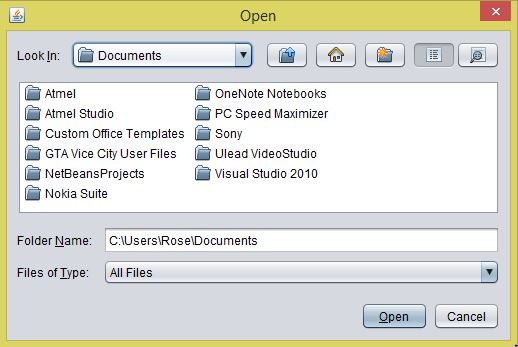 Open
Look In: Documents
Atmel
Atmel Studio
Custom Office Templates
GTA Vice City User Files
NetBeansProjects
Nokia Suite
OneNote Notebooks
PC Speed Maximizer
Sony
Ulead VideoStudio
Visual Studio 2010
Folder Name: C:\Users\Rose\Documents
Files of Type: All Files
Open Cancel